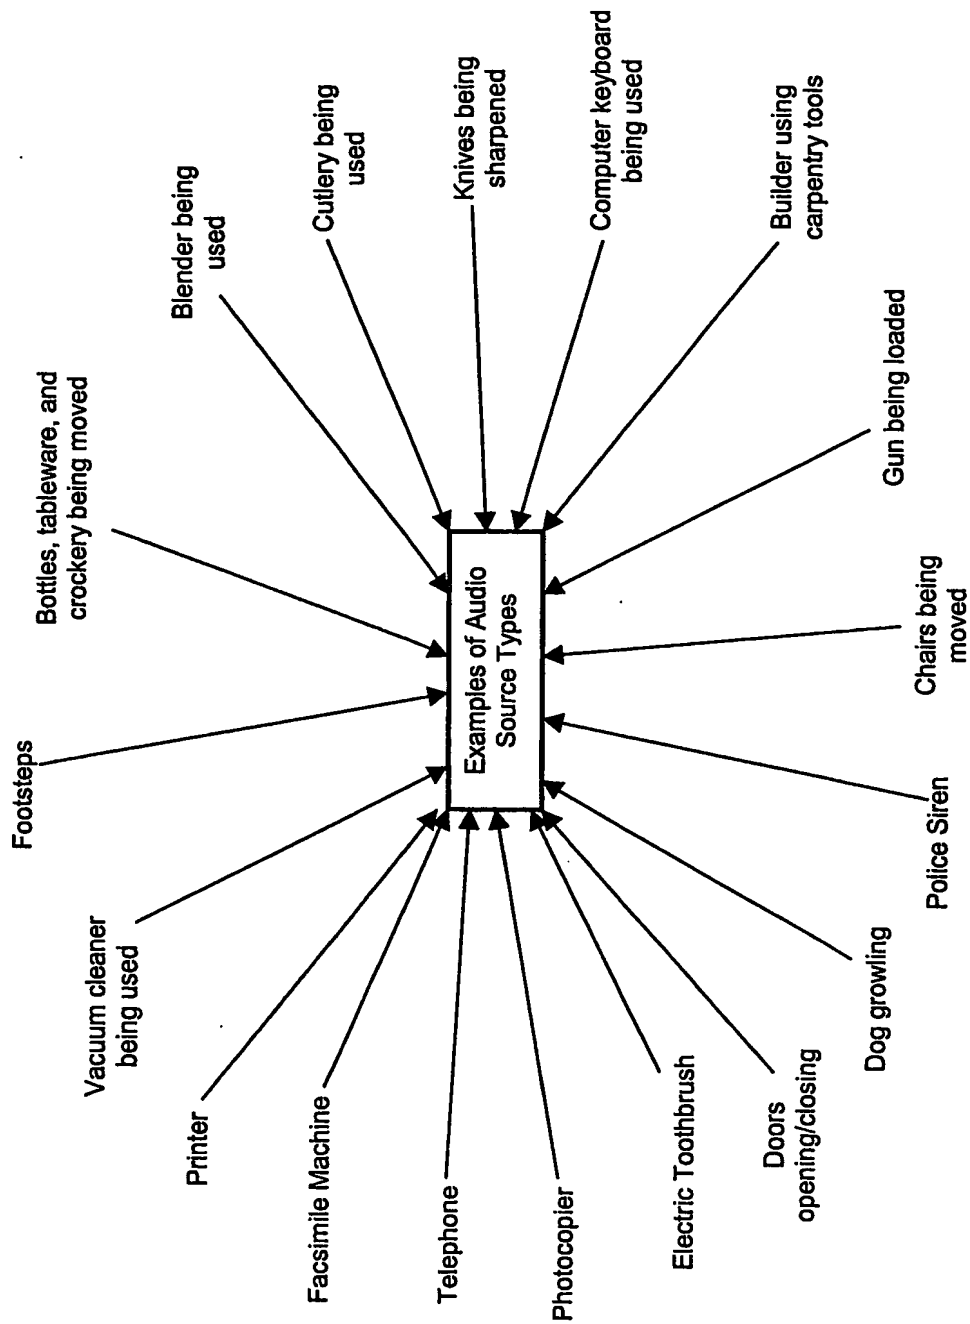 Footsteps
Bottles, tableware, and
crockery being moved
Vacuum cleaner
being used
Blender being
used
Printer
Cutlery being
used
Facsimile Machine
Knives being
sharpened
Telephone
Examples of Audio
Source Types
Computer keyboard
being used
Photocopier
Electric Toothbrush
Builder using
carpentry tools
Doors
opening/closing
Dog growling
Gun being loaded
Police Siren
Chairs being
moved